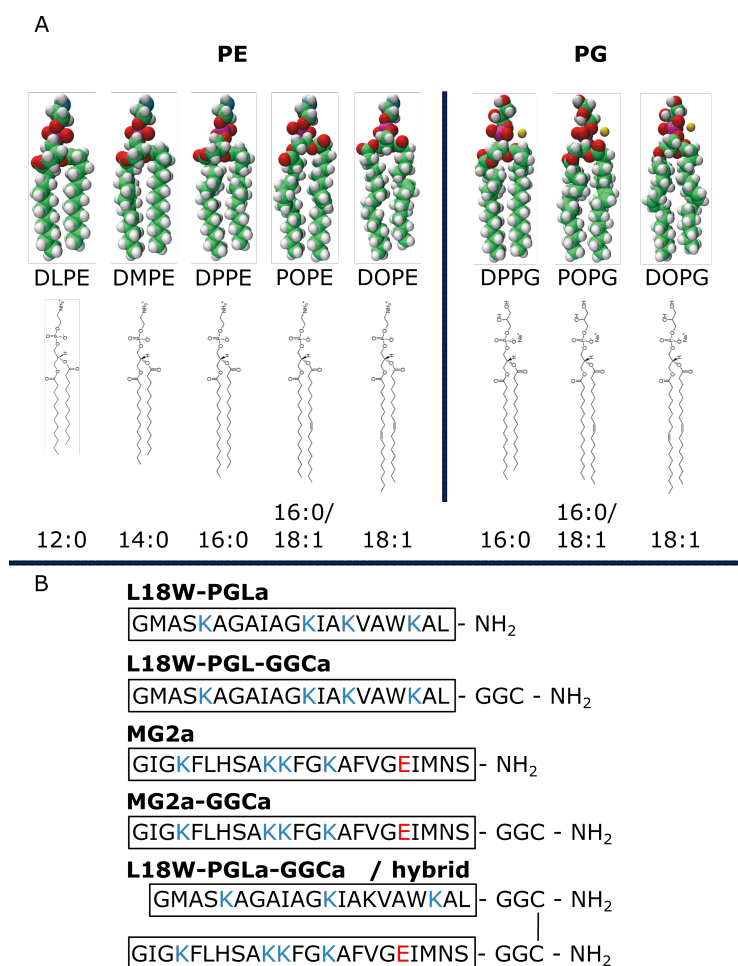 A
PE PG
DLPE DMPE DPPE POPE DOPE DPPG POPG DOPG
16:0/ 16:0/
12:0 14:0 16:0 18:1 18:1 16:0 18:1 18:1
B
L18W-PGLa
GMASKAGAIAGKIAKVAWKAL - NH2
L18W-PGL-GGCa
GMASKAGAIAGKIAKVAWKAL - GGC - NH2
MG2a
GIGKFLHSAKKFGKAFVGEIMNS - NH2
MG2a-GGCa
GIGKFLHSAKKFGKAFVGEIMNS - GGC - NH2
L18W-PGLa-GGCa / hybrid
GMASKAGAIAGKIAKVAWKAL - GGC - NH2
GIGKFLHSAKKFGKAFVGEIMNS - GGC - NH2